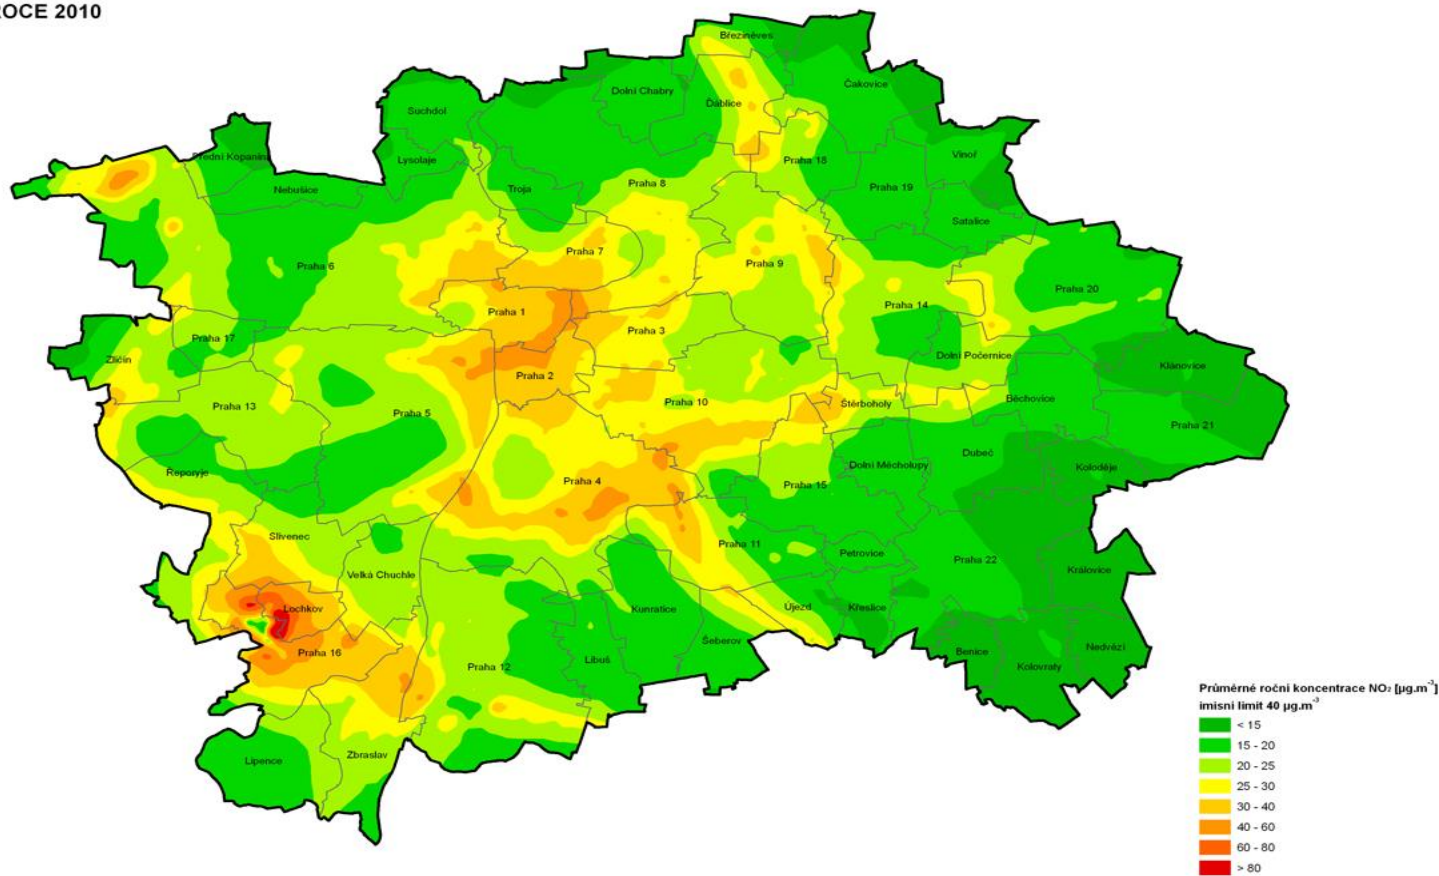 ROCE 2010
Březiněves
Čakovice
Dolní Chabry
Ďáblice
Suchdol
Vinoř
Přední Kopanina
Lysolaje
Praha 18
Nebušice
Troja
Praha 8
Praha 19
Satalice
Praha 7
Praha 6
Praha 9
Praha 20
Praha 14
Praha 1
Praha 3
Praha 17
Zličín
Dolní Počernice
Klánovice
Praha 2
Praha 13
Praha 10
Štěrboholy
Běchovice
Praha 5
Praha 21
Dubeč
Řeporyje
Dolní Měcholupy
Koloděje
Praha 4
Praha 15
Slivenec
Praha 11
Petrovice
Praha 22
Velká Chuchle
Královice
Lochkov
Kunratice
Újezd
Křeslice
Šeberov
Praha 16
Praha 12
Libuš
Benice
Nedvězí
Kolovraty
Zbraslav
Lipence
Průměrné roční koncentrace NO₂ [µg.m⁻³]
imisní limit 40 µg.m⁻³
< 15
15 - 20
20 - 25
25 - 30
30 - 40
40 - 60
60 - 80
> 80